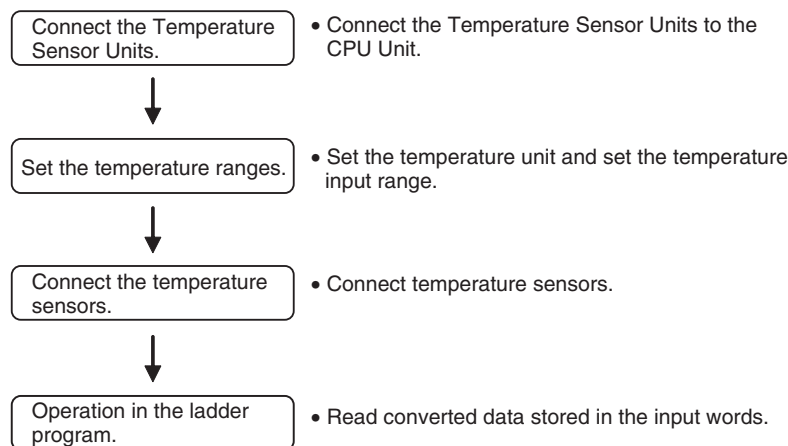 Connect the Temperature
Sensor Units.
• Connect the Temperature Sensor Units to the
CPU Unit.
Set the temperature ranges.
• Set the temperature unit and set the temperature
input range.
Connect the temperature
sensors.
• Connect temperature sensors.
Operation in the ladder
program.
• Read converted data stored in the input words.